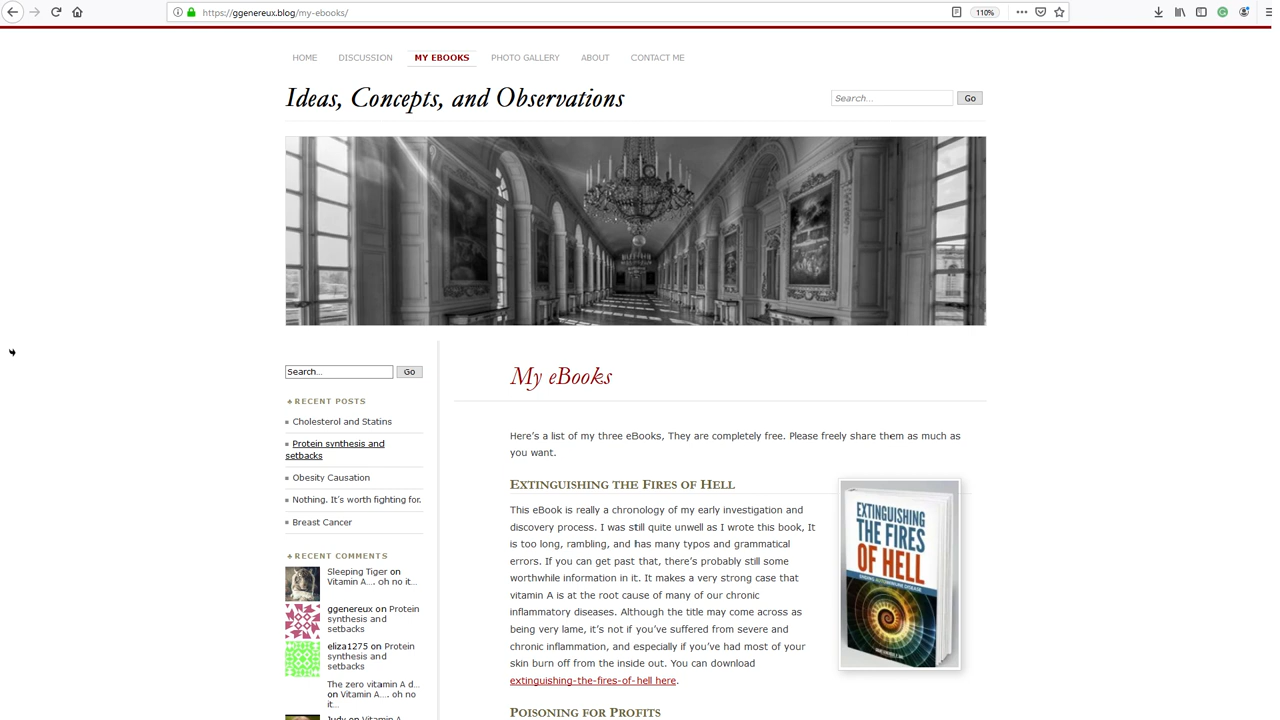 https://ggenereux.blog/my-ebooks/
110%
HOME DISCUSSION MY EBOOKS PHOTO GALLERY ABOUT CONTACT ME
Ideas, Concepts, and Observations
Search...
Go
Search...
Go
RECENT POSTS
Cholesterol and Statins
Protein synthesis and
setbacks
Obesity Causation
Nothing. It's worth fighting for.
Breast Cancer
RECENT COMMENTS
Sleeping Tiger on
Vitamin A…. oh no it…
ggenereux on Protein
synthesis and
setbacks
eliza1275 on Protein
synthesis and
setbacks
The zero vitamin A d…
on Vitamin A…. oh no
it…
Judy on Vitamin A
My eBooks
Here's a list of my three eBooks, They are completely free. Please freely share them as much as
you want.
EXTINGUISHING THE FIRES OF HELL
This eBook is really a chronology of my early investigation and
discovery process. I was still quite unwell as I wrote this book, It
is too long, rambling, and has many typos and grammatical
errors. If you can get past that, there's probably still some
worthwhile information in it. It makes a very strong case that
vitamin A is at the root cause of many of our chronic
inflammatory diseases. Although the title may come across as
being very lame, it's not if you've suffered from severe and
chronic inflammation, and especially if you've had most of your
skin burn off from the inside out. You can download
extinguishing-the-fires-of-hell here.
EXTINGUISHING
THE FIRES
OF HELL
POISONING FOR PROFITS